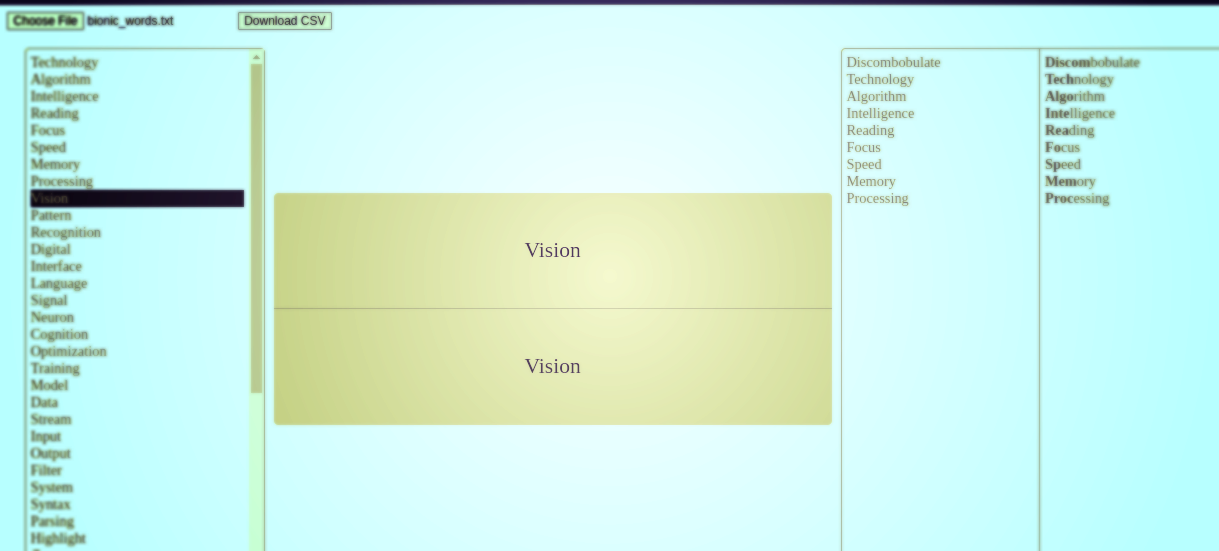 Choose File bionic_words.txt Download CSV
Technology
Algorithm
Intelligence
Reading
Focus
Speed
Memory
Processing
Vision
Pattern
Recognition
Digital
Interface
Language
Signal
Neuron
Cognition
Optimization
Training
Model
Data
Stream
Input
Output
Filter
System
Syntax
Parsing
Highlight
Vision
Vision
Discombobulate
Technology
Algorithm
Intelligence
Reading
Focus
Speed
Memory
Processing
Discombobulate
Technology
Algorithm
Intelligence
Reading
Focus
Speed
Memory
Processing